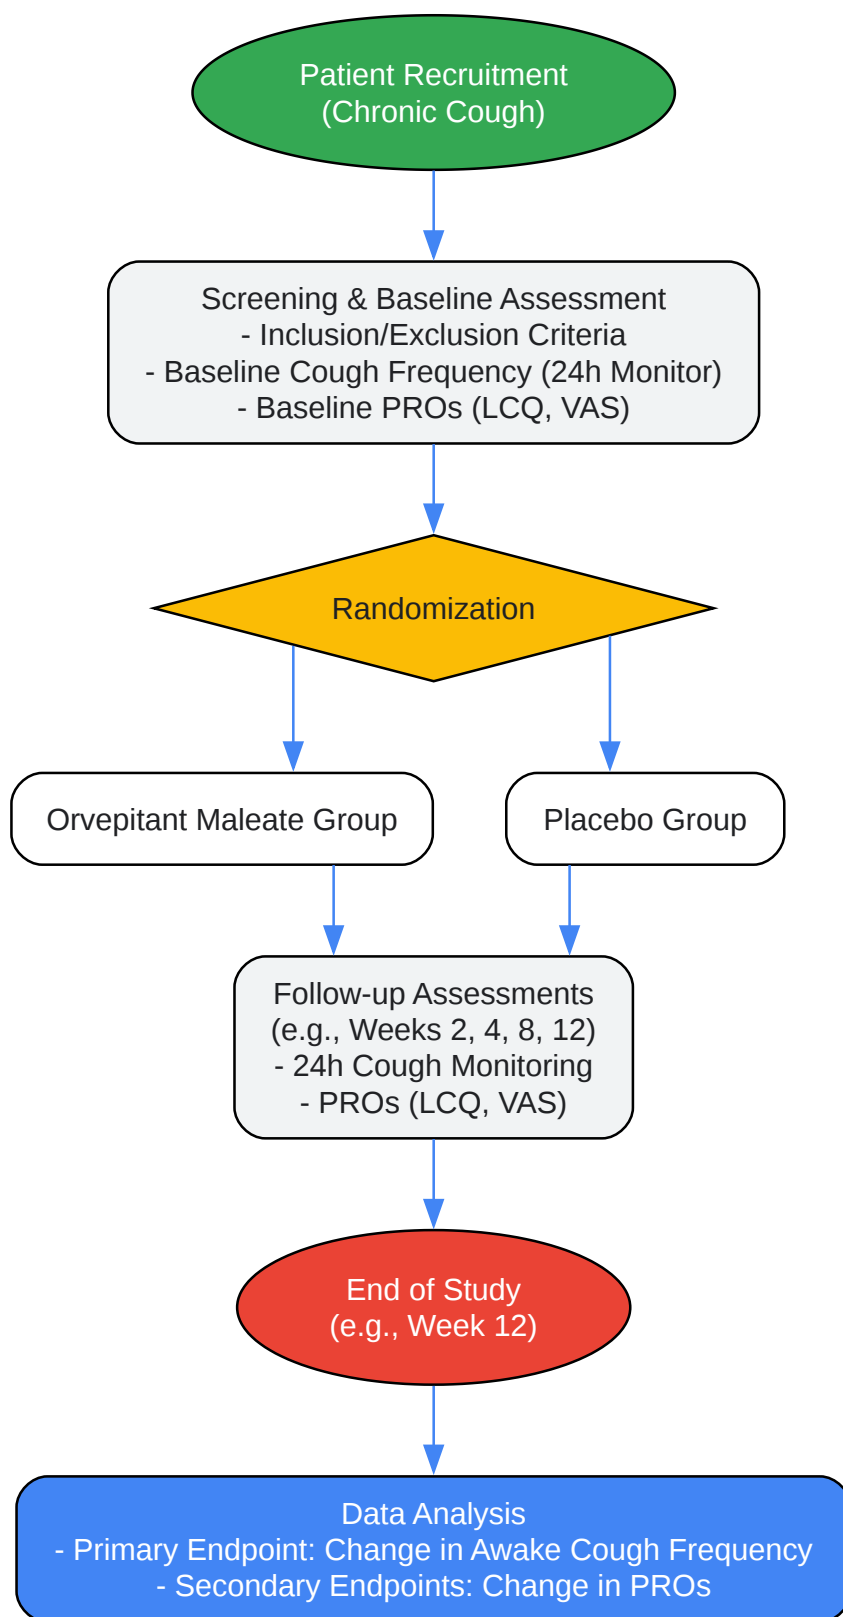 Patient Recruitment
(Chronic Cough)
Screening & Baseline Assessment
- Inclusion/Exclusion Criteria
- Baseline Cough Frequency (24h Monitor)
- Baseline PROs (LCQ, VAS)
Randomization
Orvepitant Maleate Group
Placebo Group
Follow-up Assessments
(e.g., Weeks 2, 4, 8, 12)
- 24h Cough Monitoring
- PROs (LCQ, VAS)
End of Study
(e.g., Week 12)
Data Analysis
- Primary Endpoint: Change in Awake Cough Frequency
- Secondary Endpoints: Change in PROs